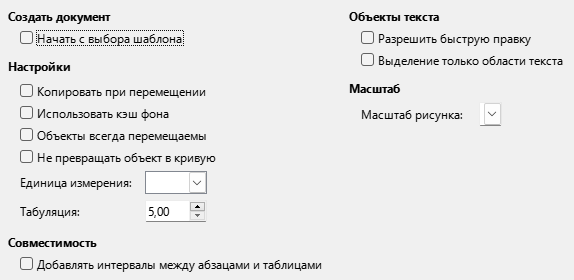 Создать документ
Начать с выбора шаблона
Настройки
Копировать при перемещении
Использовать кэш фона
Объекты всегда перемещаемы
Не превращать объект в кривую
Единица измерения:
Табуляция: 5,00
Совместимость
Добавлять интервалы между абзацами и таблицами
Объекты текста
Разрешить быструю правку
Выделение только области текста
Масштаб
Масштаб рисунка: